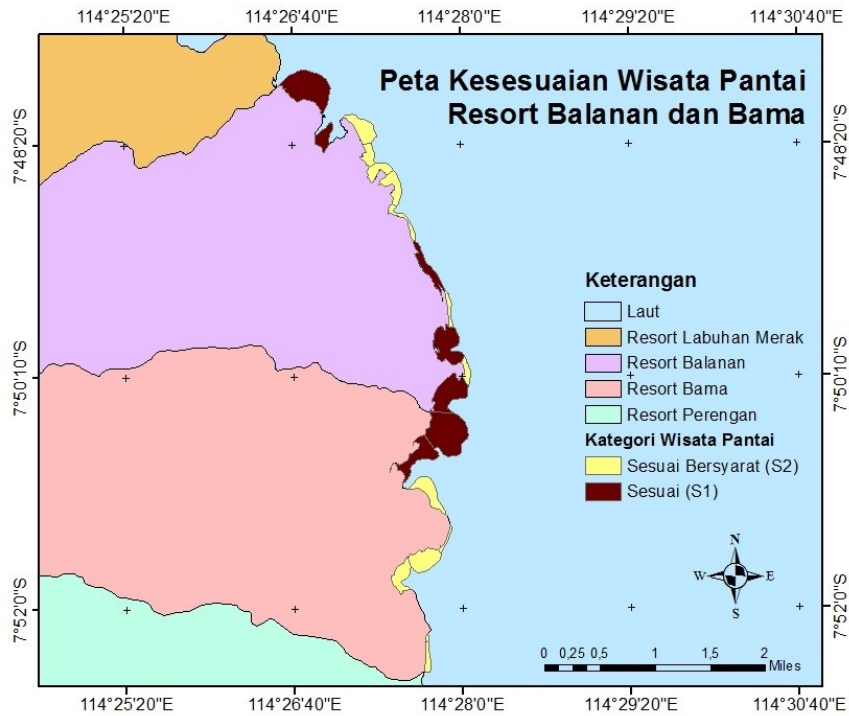 114°25'20"E 114°26'40"E 114°28'0"E 114°29'20"E 114°30'40"E
Peta Kesesuaian Wisata Pantai
Resort Balanan dan Bama
7°48'20"S 7°48'20"S
Keterangan
Laut
Resort Labuhan Merak
Resort Balanan
Resort Bama
Resort Perengan
Kategori Wisata Pantai
Sesuai Bersyarat (S2)
Sesuai (S1)
7°50'10"S 7°50'10"S
N
W E
S
7°52'0"S 7°52'0"S
0 0,25 0,5 1 1,5 2
Miles
114°25'20"E 114°26'40"E 114°28'0"E 114°29'20"E 114°30'40"E